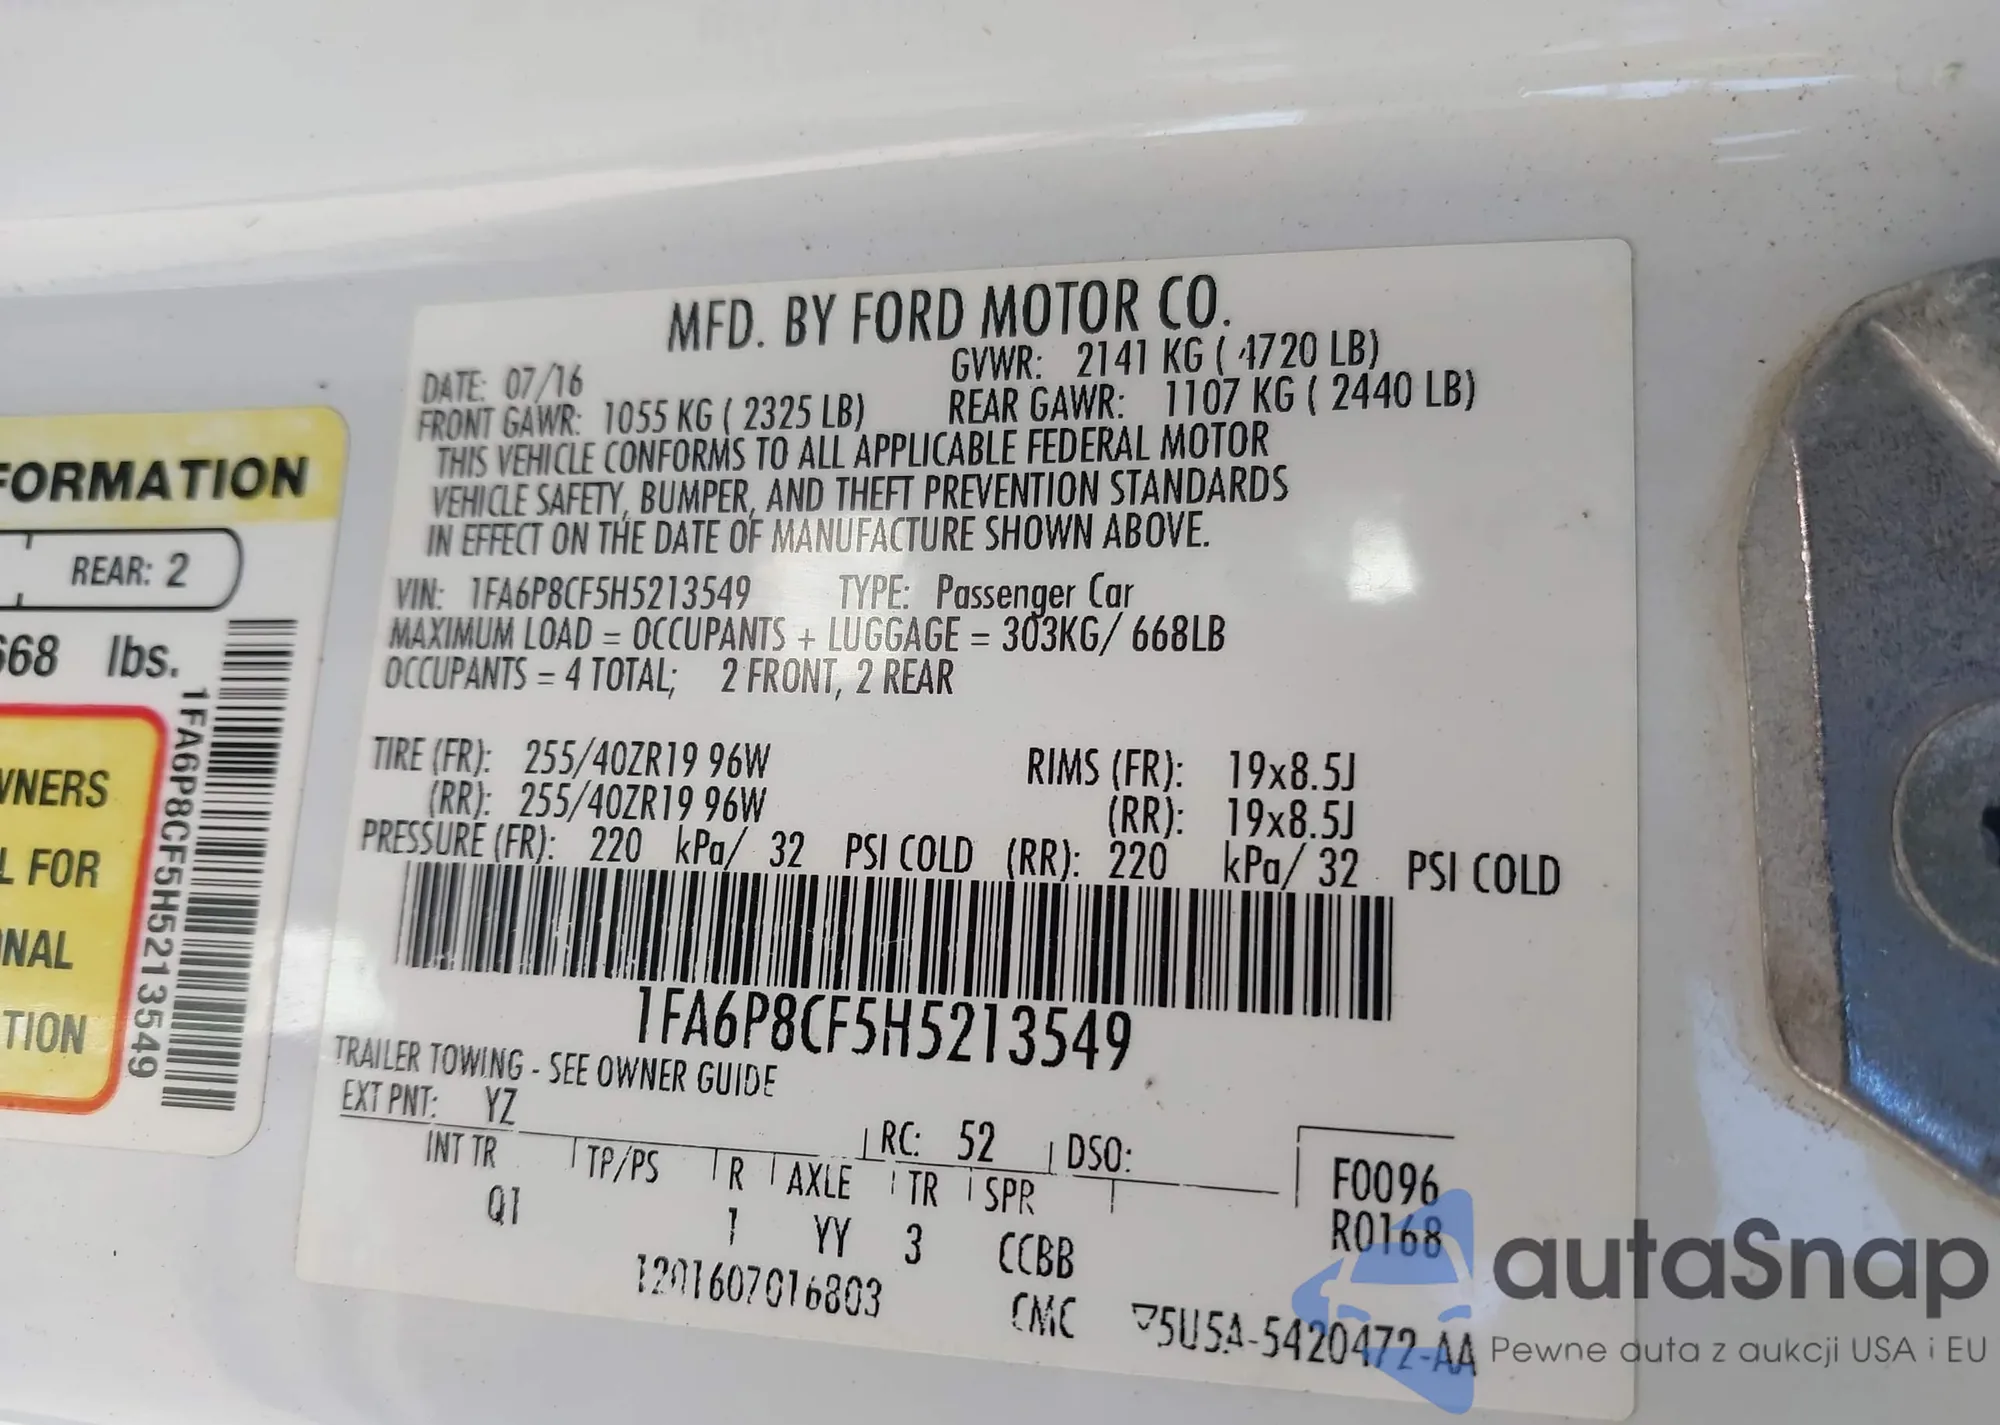 MFD. BY FORD MOTOR CO.
DATE: 07/16 GVWR: 2141 KG ( 4720 LB)
FRONT GAWR: 1055 KG ( 2325 LB) REAR GAWR: 1107 KG ( 2440 LB)
THIS VEHICLE CONFORMS TO ALL APPLICABLE FEDERAL MOTOR
VEHICLE SAFETY, BUMPER, AND THEFT PREVENTION STANDARDS
IN EFFECT ON THE DATE OF MANUFACTURE SHOWN ABOVE.
VIN: 1FA6P8CF5H5213549 TYPE: Passenger Car
MAXIMUM LOAD = OCCUPANTS + LUGGAGE = 303KG/ 668LB
OCCUPANTS = 4 TOTAL; 2 FRONT, 2 REAR
TIRE (FR): 255/40ZR19 96W RIMS (FR): 19x8.5J
(RR): 255/40ZR19 96W (RR): 19x8.5J
PRESSURE (FR): 220 kPa/ 32 PSI COLD (RR): 220 kPa/ 32 PSI COLD
1FA6P8CF5H5213549
TRAILER TOWING - SEE OWNER GUIDE
EXT PNT: YZ RC: 52 DSO:
INT TR TP/PS R AXLE TR SPR F0096
Q1 1 YY 3 CCBB R0168
1201607016803 CMC 5U5A-5420472-AA
FORMATION
REAR: 2
668 lbs.
WNERS
L FOR
NAL
TION
1FA6P8CF5H5213549
autaSnap
Pewne auta z aukcji USA i EU